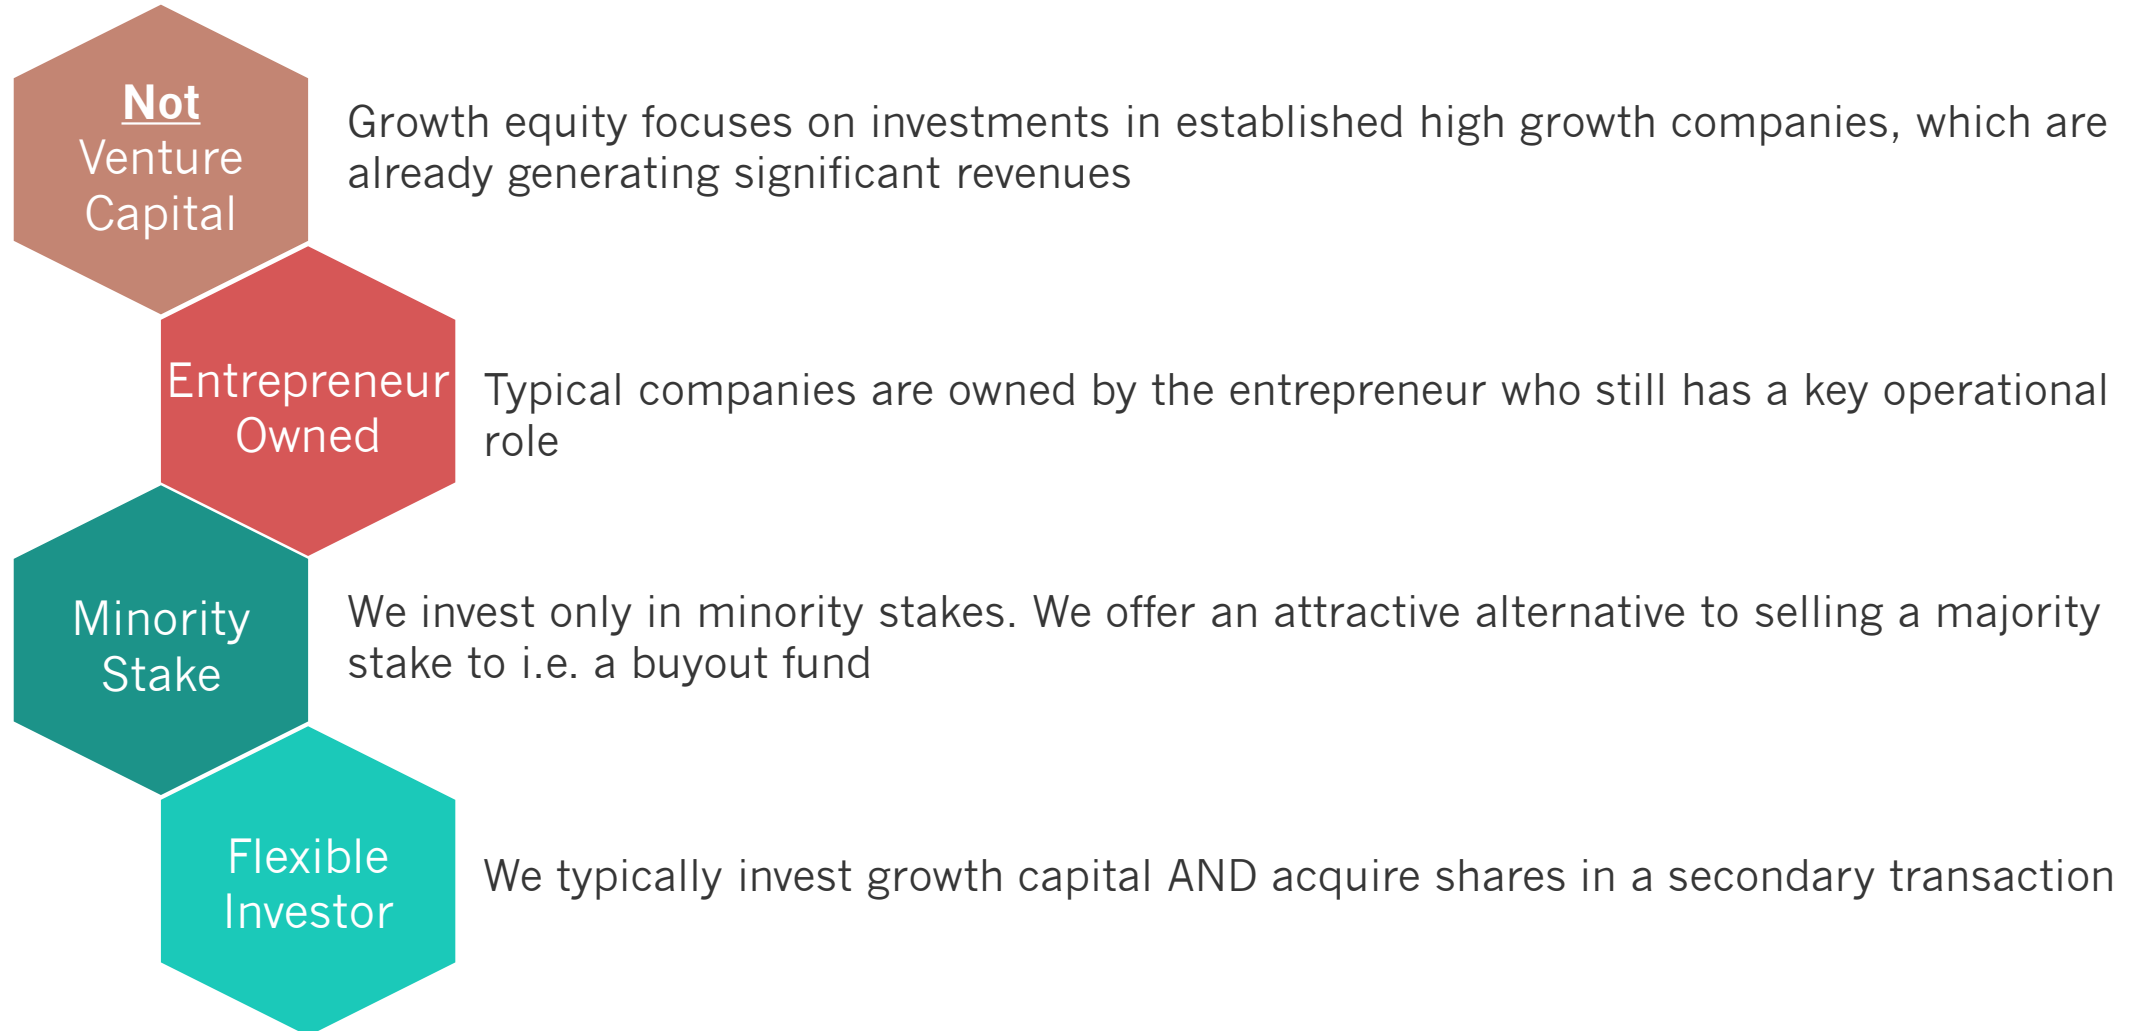 Not
Venture
Capital
Growth equity focuses on investments in established high growth companies, which are
already generating significant revenues
Entrepreneur
Owned
Typical companies are owned by the entrepreneur who still has a key operational
role
Minority
Stake
We invest only in minority stakes. We offer an attractive alternative to selling a majority
stake to i.e. a buyout fund
Flexible
Investor
We typically invest growth capital AND acquire shares in a secondary transaction